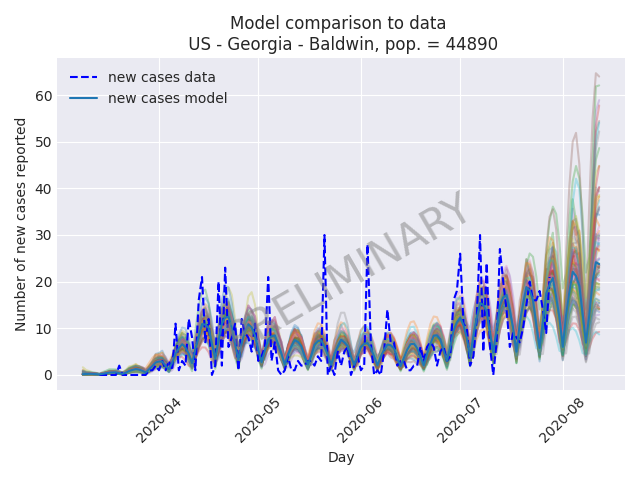 Model comparison to data
US - Georgia - Baldwin, pop. = 44890
new cases data
new cases model
PRELIMINARY
Number of new cases reported
60
50
40
30
20
10
0
2020-04
2020-05
2020-06
2020-07
2020-08
Day